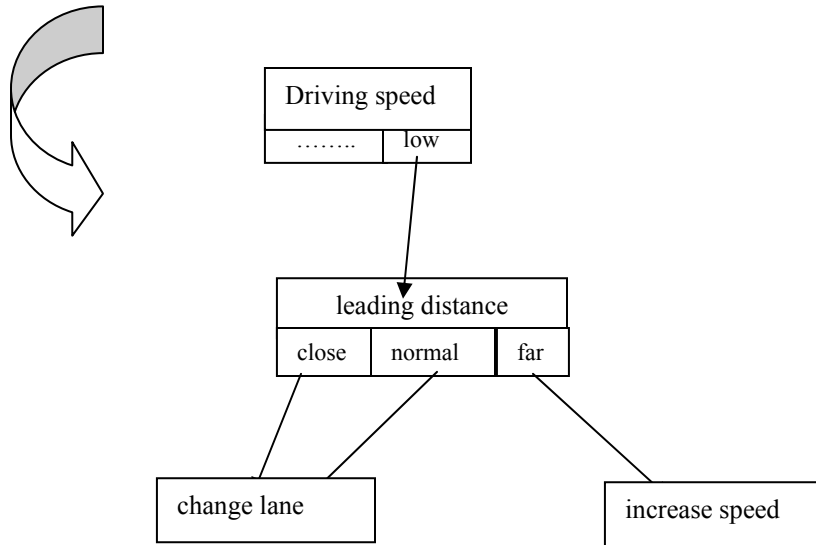 Driving speed
…….. low
leading distance
close normal far
change lane
increase speed